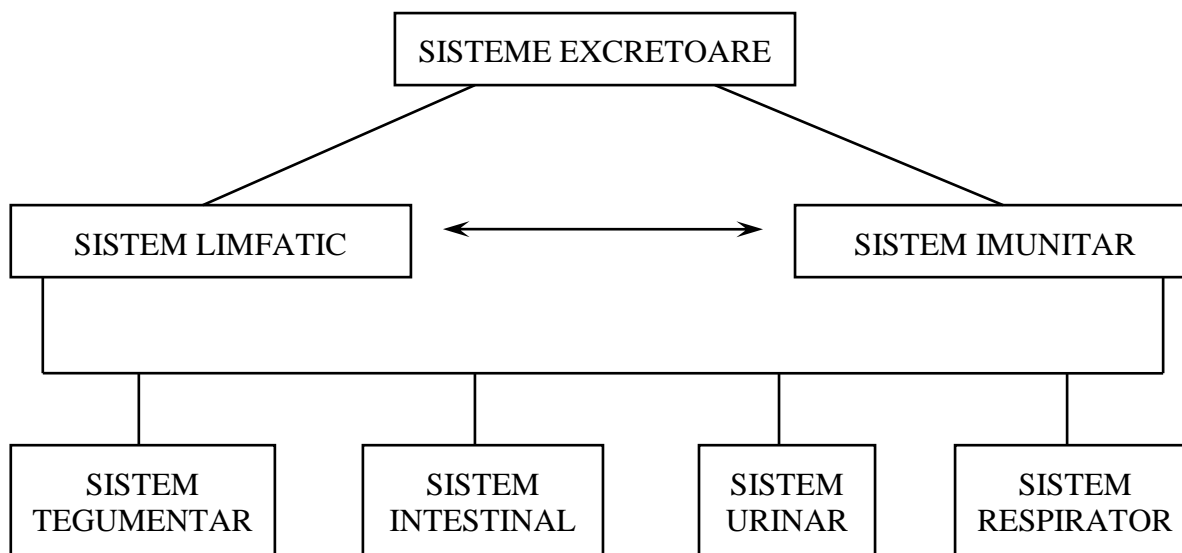 SISTEME EXCRETOARE
SISTEM LIMFATIC
SISTEM IMUNITAR
SISTEM
TEGUMENTAR
SISTEM
INTESTINAL
SISTEM
URINAR
SISTEM
RESPIRATOR